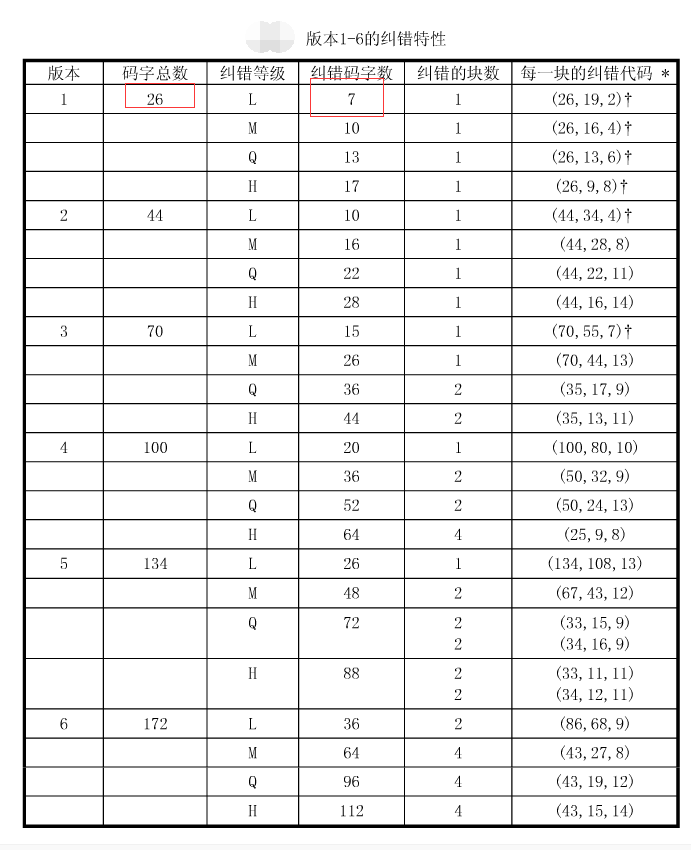 版本1-6的纠错特性
版本 码字总数 纠错等级 纠错码字数 纠错的块数 每一块的纠错代码 *
1 26 L 7 1 (26,19,2)†
M 10 1 (26,16,4)†
Q 13 1 (26,13,6)†
H 17 1 (26,9,8)†
2 44 L 10 1 (44,34,4)†
M 16 1 (44,28,8)
Q 22 1 (44,22,11)
H 28 1 (44,16,14)
3 70 L 15 1 (70,55,7)†
M 26 1 (70,44,13)
Q 36 2 (35,17,9)
H 44 2 (35,13,11)
4 100 L 20 1 (100,80,10)
M 36 2 (50,32,9)
Q 52 2 (50,24,13)
H 64 4 (25,9,8)
5 134 L 26 1 (134,108,13)
M 48 2 (67,43,12)
Q 72 2 (33,15,9)
2 (34,16,9)
H 88 2 (33,11,11)
2 (34,12,11)
6 172 L 36 2 (86,68,9)
M 64 4 (43,27,8)
Q 96 4 (43,19,12)
H 112 4 (43,15,14)